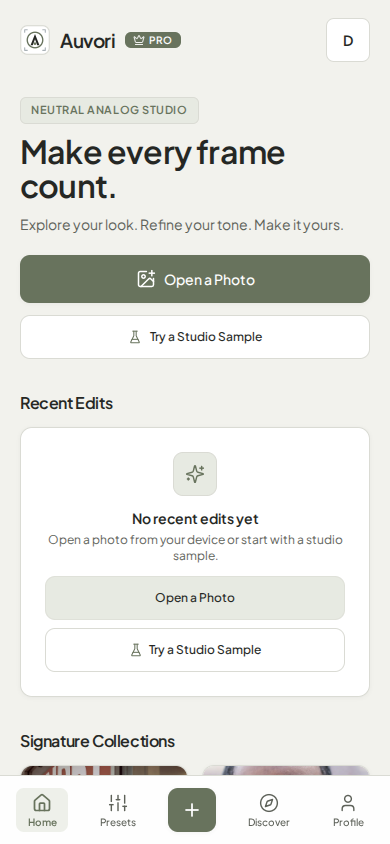 Auvori
PRO
D
NEUTRAL ANALOG STUDIO
Make every frame
count.
Explore your look. Refine your tone. Make it yours.
Open a Photo
Try a Studio Sample
Recent Edits
No recent edits yet
Open a photo from your device or start with a studio
sample.
Open a Photo
Try a Studio Sample
Signature Collections
Home
Presets
Discover
Profile